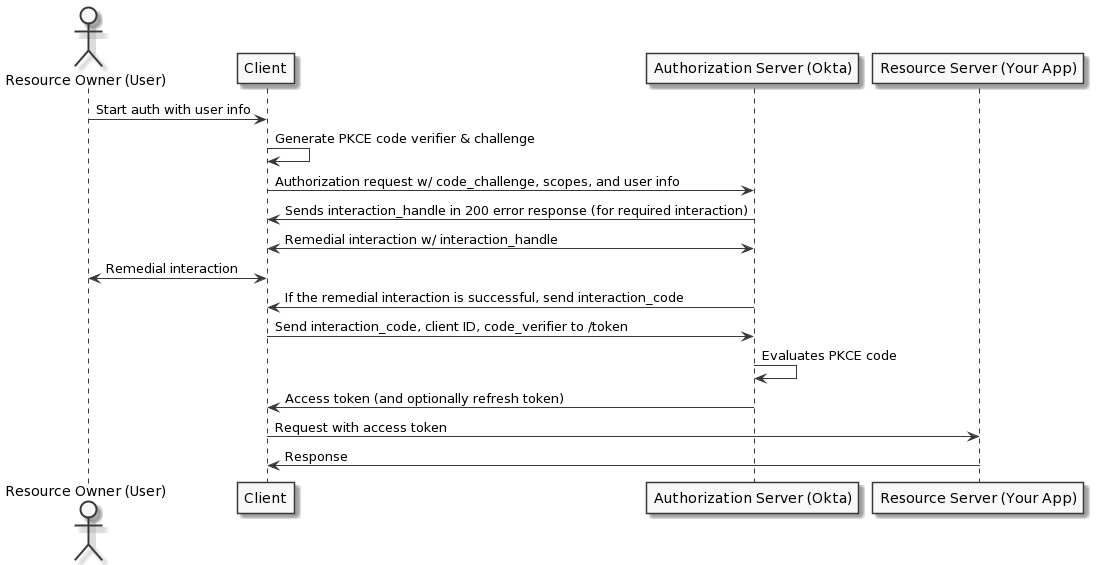 Resource Owner (User)
Client
Authorization Server (Okta)
Resource Server (Your App)
Start auth with user info
Generate PKCE code verifier & challenge
Authorization request w/ code_challenge, scopes, and user info
Sends interaction_handle in 200 error response (for required interaction)
Remedial interaction w/ interaction_handle
Remedial interaction
If the remedial interaction is successful, send interaction_code
Send interaction_code, client ID, code_verifier to /token
Evaluates PKCE code
Access token (and optionally refresh token)
Request with access token
Response
Resource Owner (User)
Client
Authorization Server (Okta)
Resource Server (Your App)